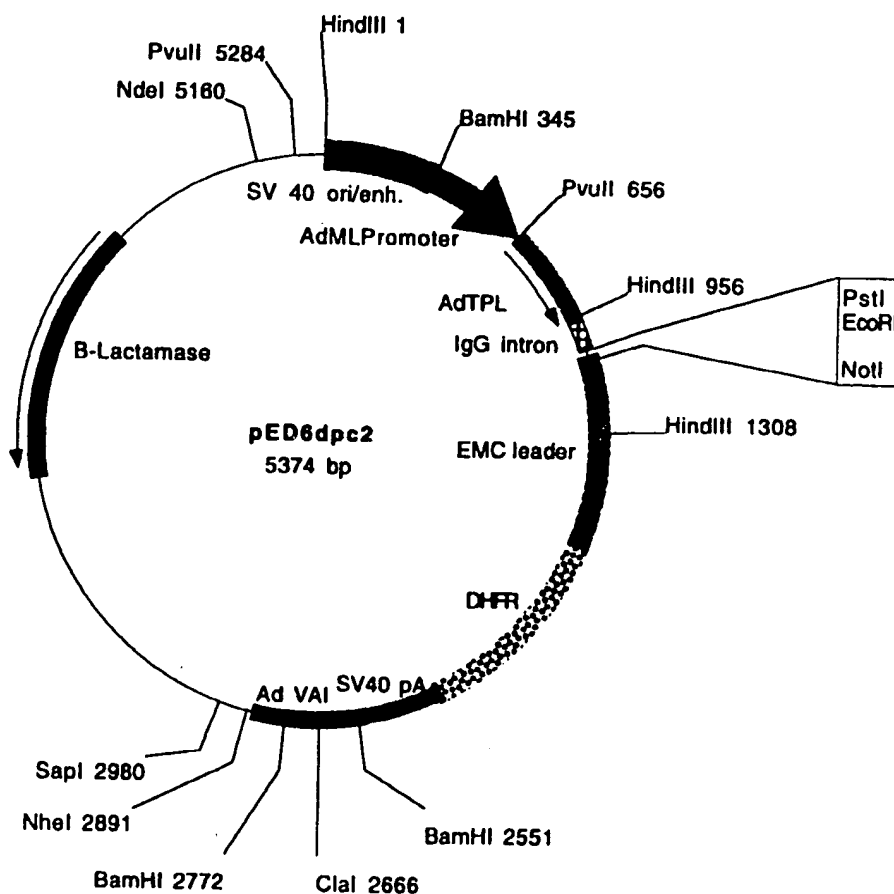 HindIII 1
PvuII 5284
NdeI 5160
BamHI 345
SV 40 ori/enh.
PvuII 656
AdMLPromoter
HindIII 956
AdTPL
PstI
EcoRI
IgG intron
NotI
B-Lactamase
pED6dpc2
5374 bp
EMC leader
HindIII 1308
DHFR
SV40 pA
Ad VAI
SapI 2980
NheI 2891
BamHI 2551
BamHI 2772
ClaI 2666